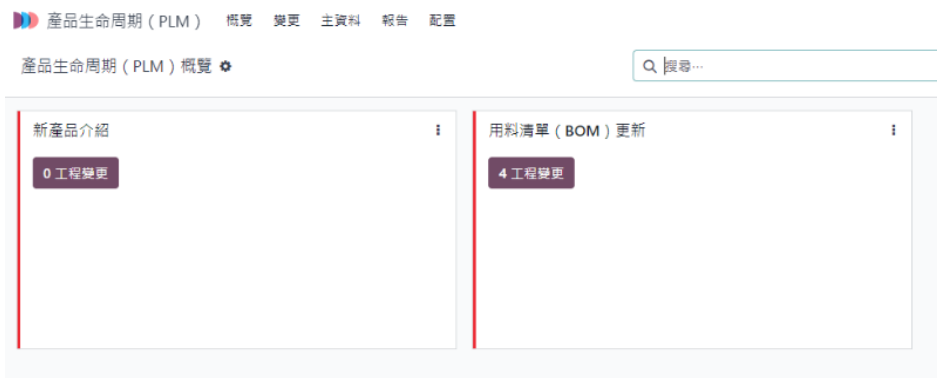 產品生命周期（PLM） 概覽 變更 主資料 報告 配置
產品生命周期（PLM）概覽
搜尋…
新產品介紹
0 工程變更
用料清單（BOM）更新
4 工程變更